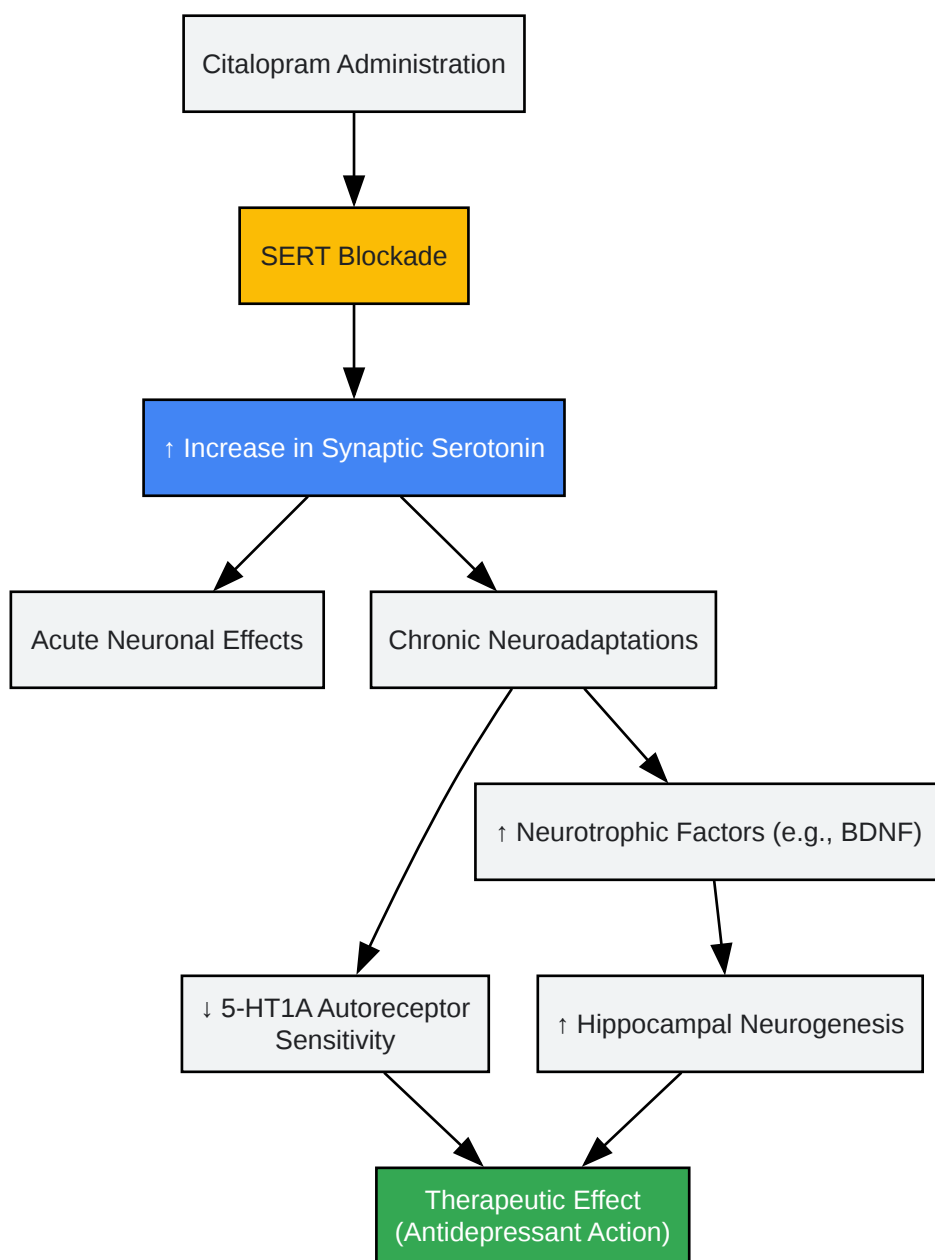 Citalopram Administration
SERT Blockade
↑ Increase in Synaptic Serotonin
Acute Neuronal Effects
Chronic Neuroadaptations
↑ Neurotrophic Factors (e.g., BDNF)
↓ 5-HT1A Autoreceptor
Sensitivity
↑ Hippocampal Neurogenesis
Therapeutic Effect
(Antidepressant Action)